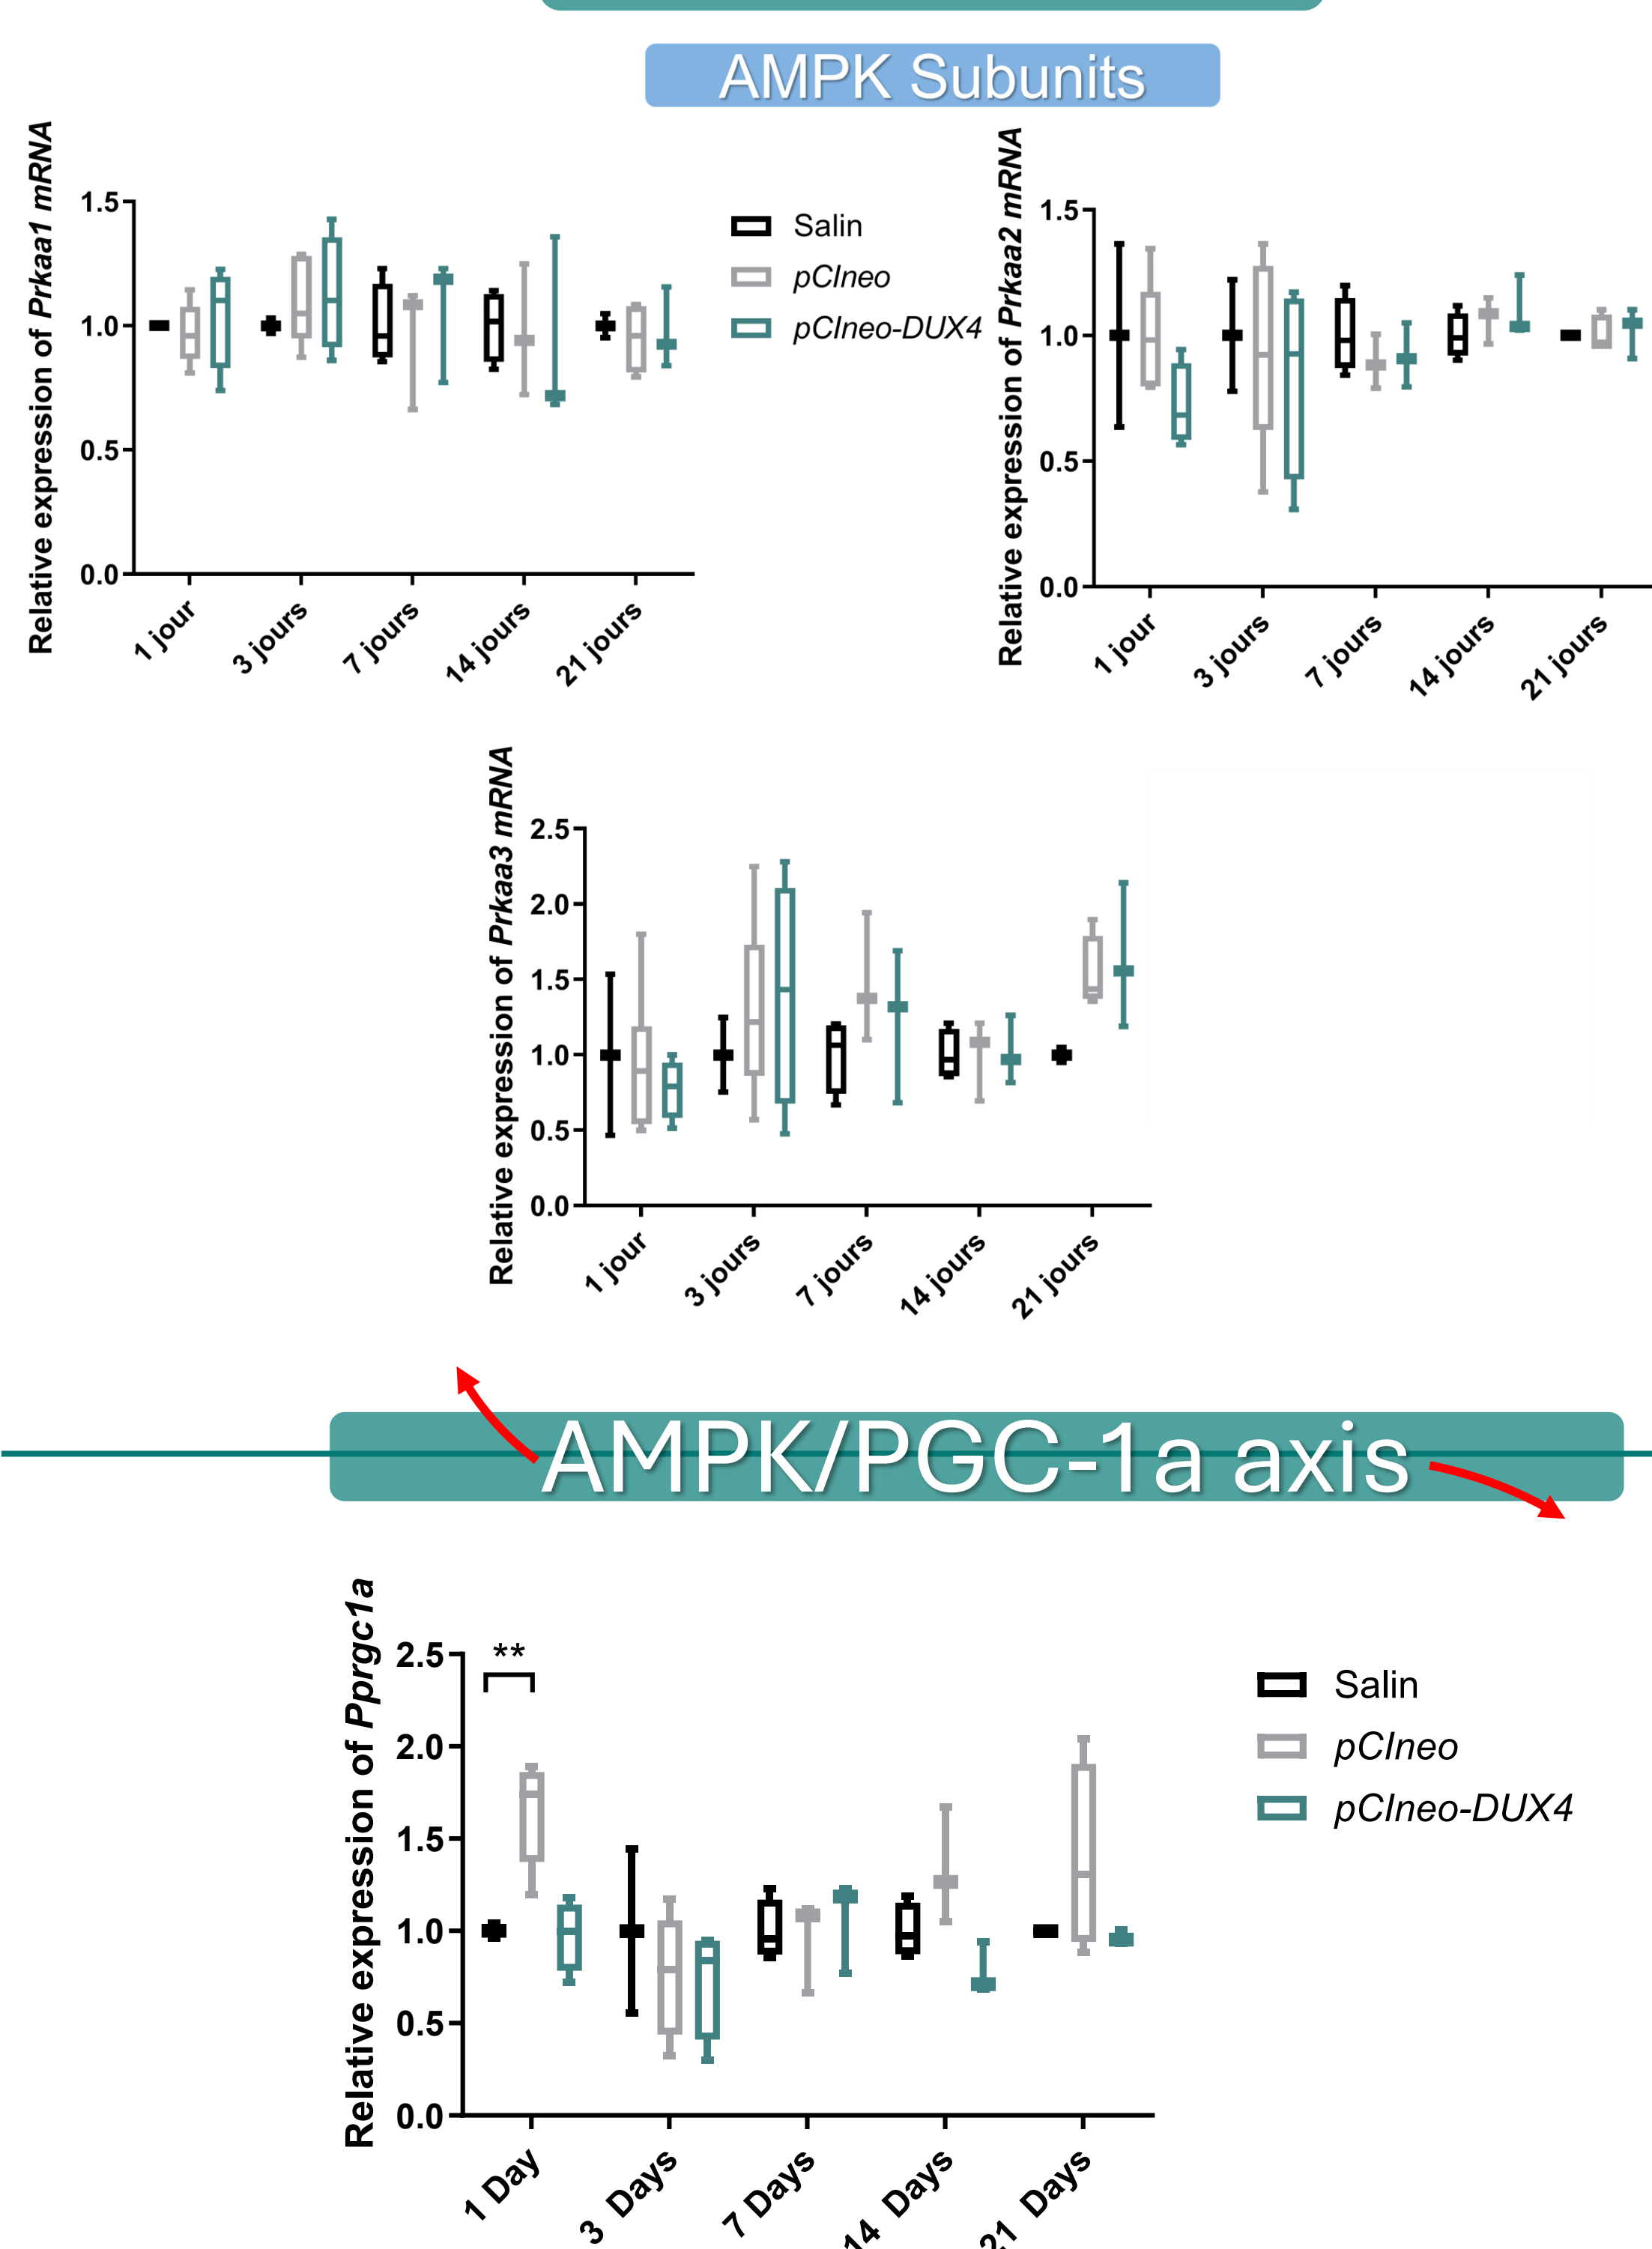 AMPK Subunits
Relative expression of Prkaa1 mRNA
1.5
1.0
0.5
0.0
1 jour
3 jours
7 jours
14 jours
21 jours
Salin
pCIneo
pCIneo-DUX4
Relative expression of Prkaa2 mRNA
1.5
1.0
0.5
0.0
1 jour
3 jours
7 jours
14 jours
21 jours
Relative expression of Prkaa3 mRNA
2.5
2.0
1.5
1.0
0.5
0.0
1 jour
3 jours
7 jours
14 jours
21 jours
AMPK/PGC-1a axis
Relative expression of Pprgc1a
2.5
2.0
1.5
1.0
0.5
0.0
**
1 Day
3 Days
7 Days
14 Days
21 Days
Salin
pCIneo
pCIneo-DUX4